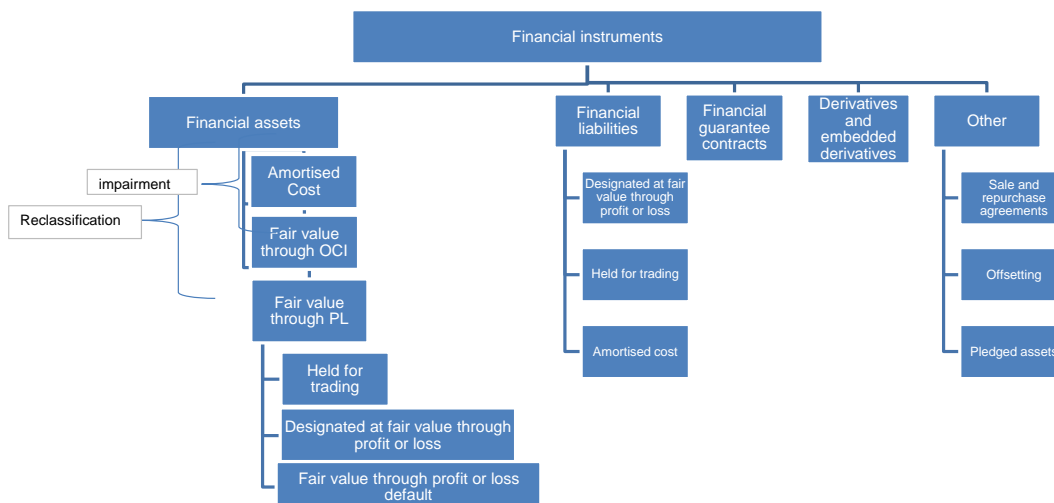 Financial instruments
Financial assets
Financial
liabilities
Financial
guarantee
contracts
Derivatives
and
embedded
derivatives
Other
impairment
Reclassification
Amortised
Cost
Fair value
through OCI
Fair value
through PL
Held for
trading
Designated at fair value through
profit or loss
Fair value through profit or loss
default
Designated at fair
value through
profit or loss
Held for trading
Amortised cost
Sale and
repurchase
agreements
Offsetting
Pledged assets